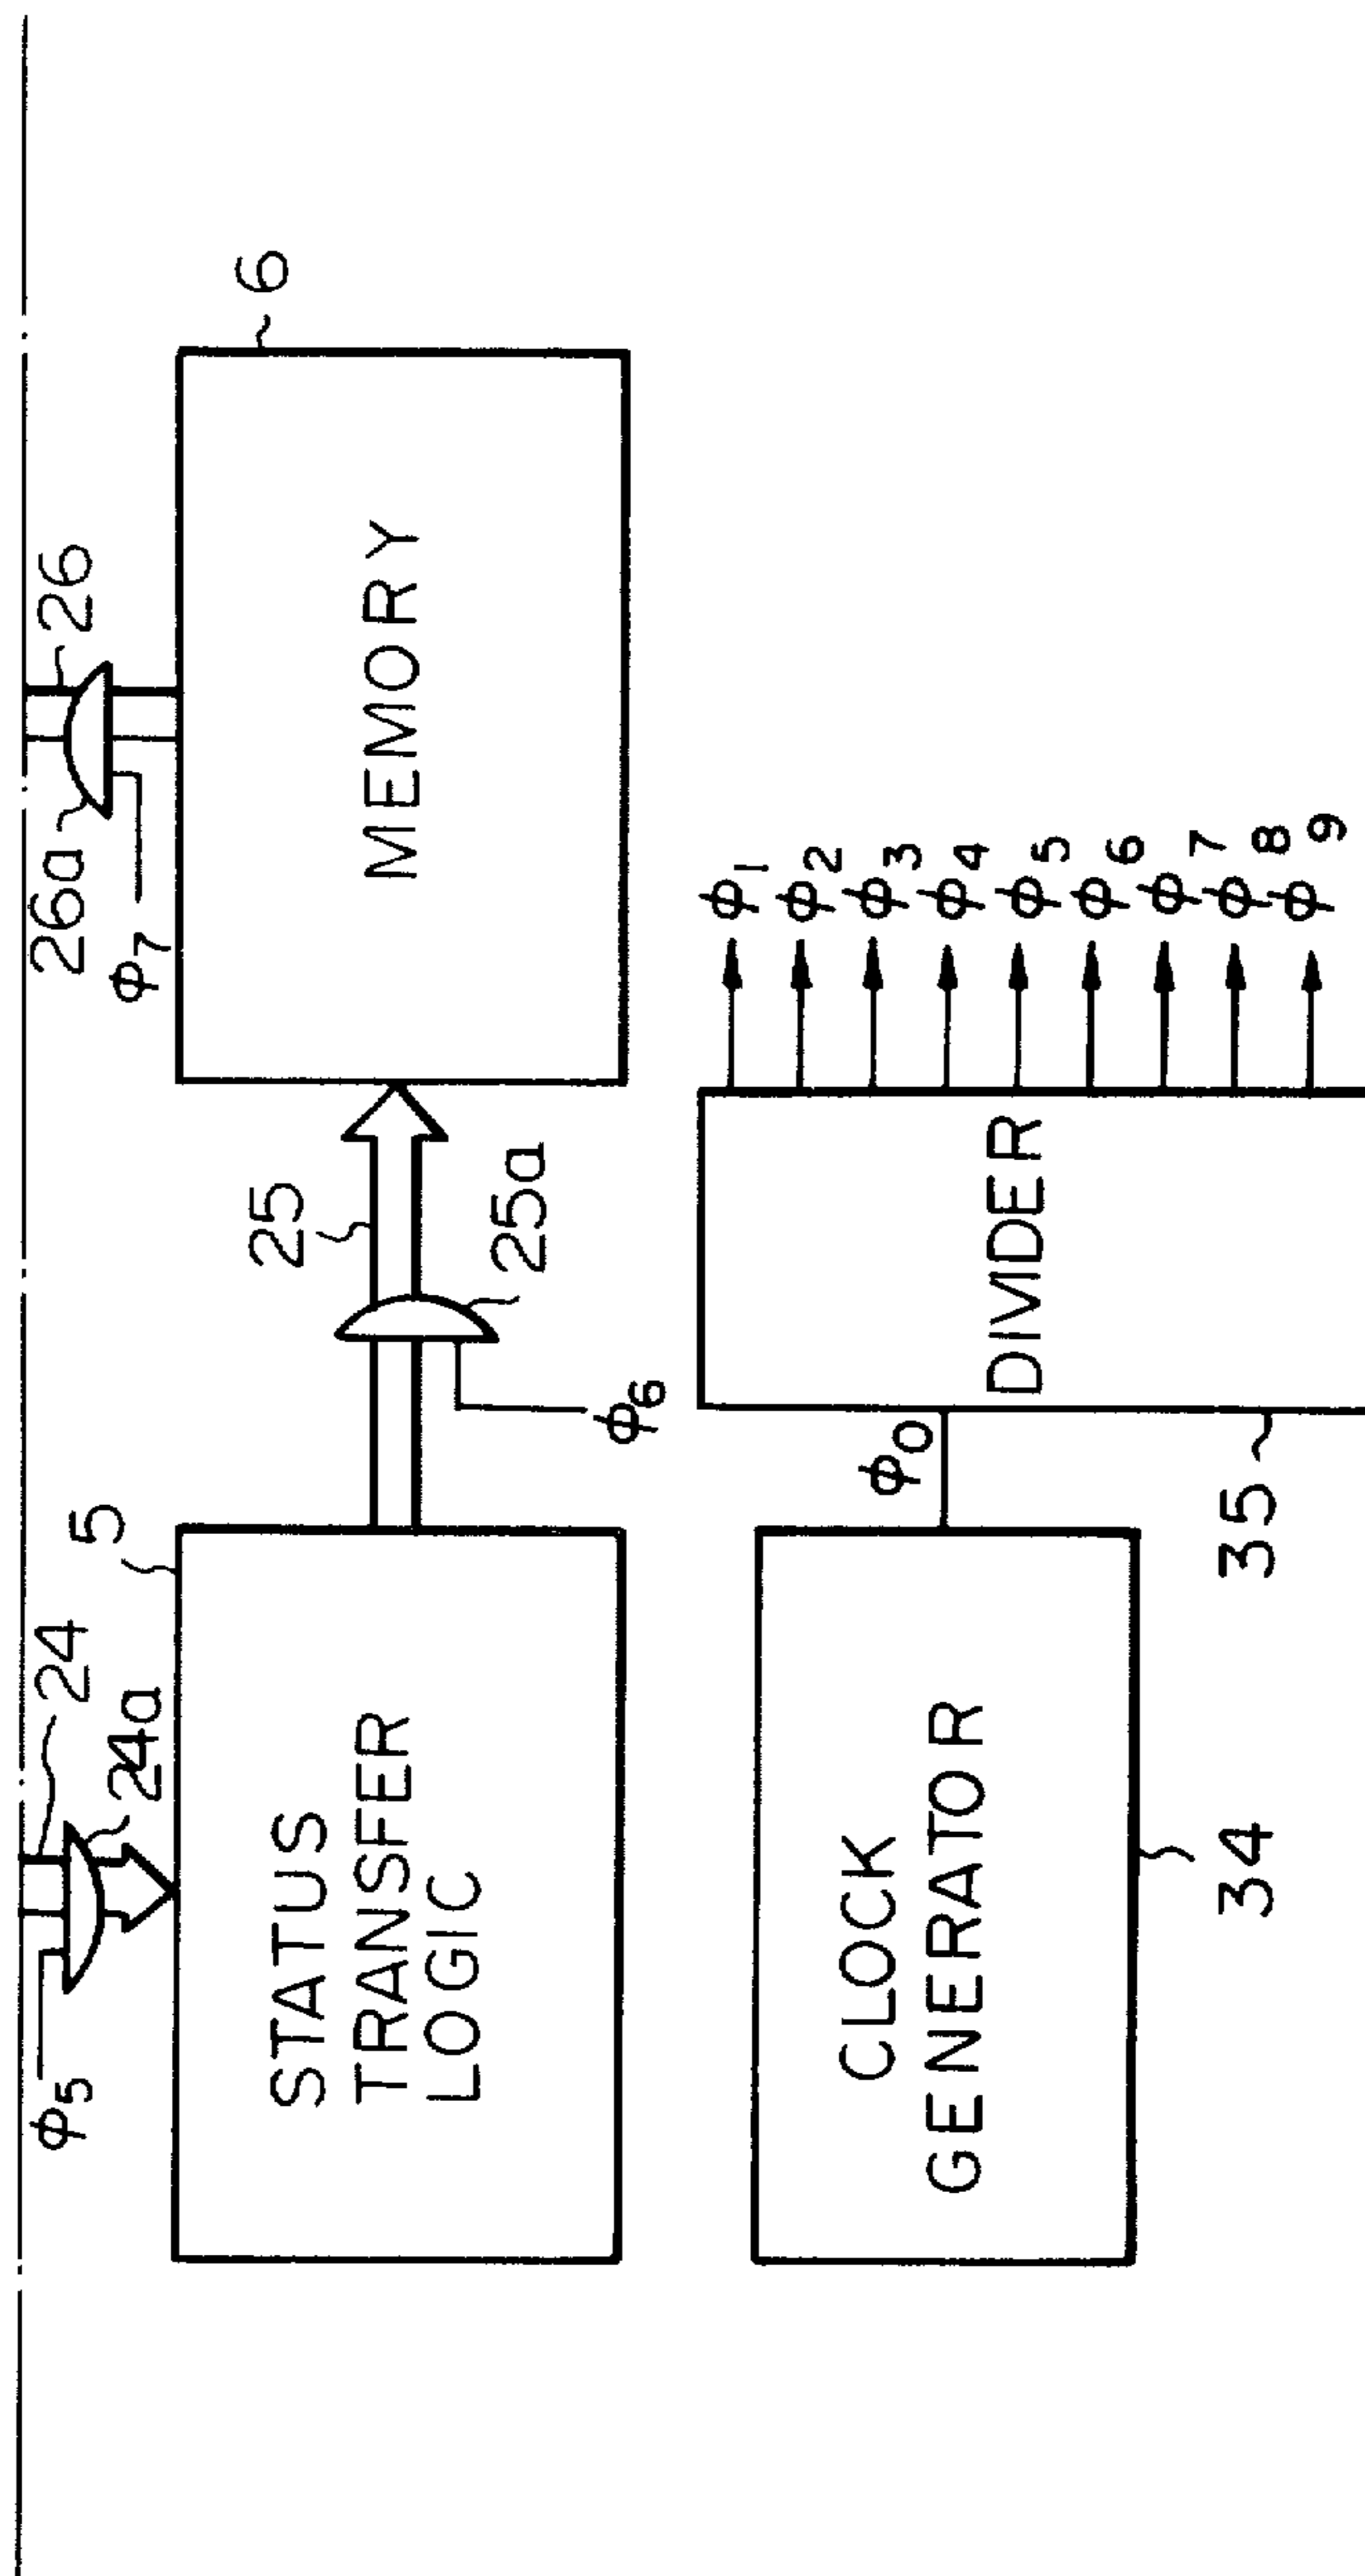 24
24a
ϕ5
5
STATUS
TRANSFER
LOGIC
25
25a
ϕ6
26
26a
ϕ7
6
MEMORY
CLOCK
GENERATOR
34
ϕ0
DIVIDER
35
ϕ1
ϕ2
ϕ3
ϕ4
ϕ5
ϕ6
ϕ7
ϕ8
ϕ9